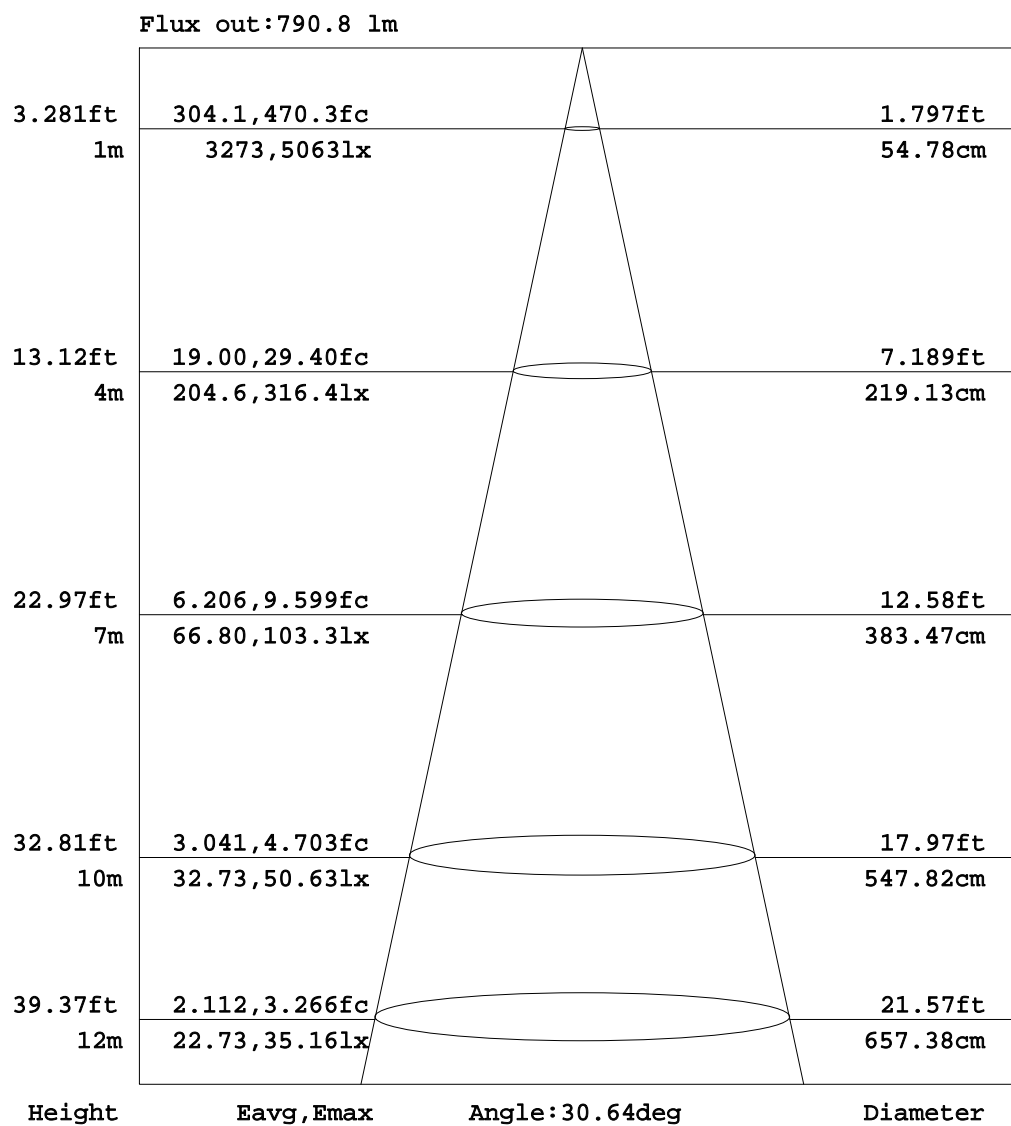 Flux out:790.8 lm
3.281ft 304.1,470.3fc 1.797ft
1m 3273,5063lx 54.78cm
13.12ft 19.00,29.40fc 7.189ft
4m 204.6,316.4lx 219.13cm
22.97ft 6.206,9.599fc 12.58ft
7m 66.80,103.3lx 383.47cm
32.81ft 3.041,4.703fc 17.97ft
10m 32.73,50.63lx 547.82cm
39.37ft 2.112,3.266fc 21.57ft
12m 22.73,35.16lx 657.38cm
Height Eavg,Emax Angle:30.64deg Diameter